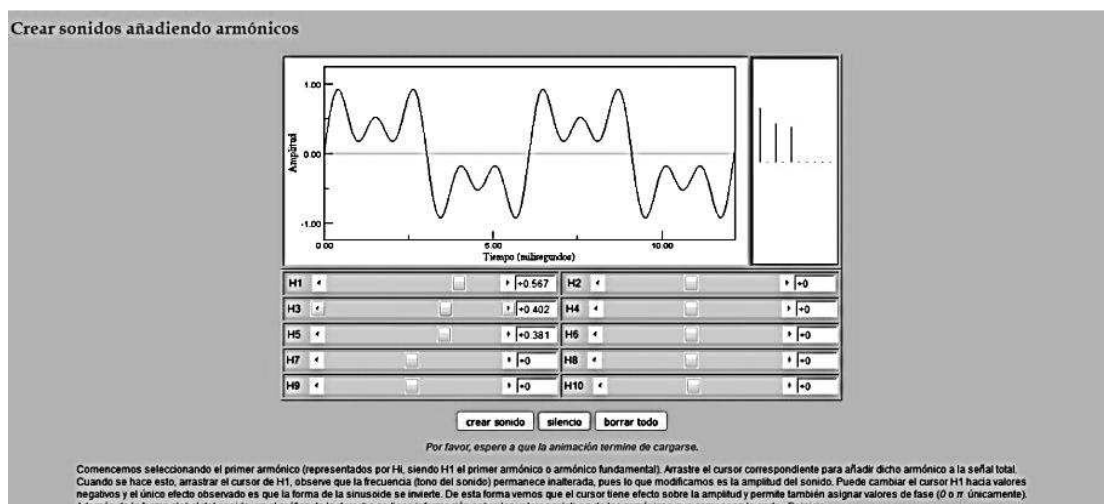 Crear sonidos añadiendo armónicos
1.00
0.00
-1.00
Amplitud
0.00 5.00 10.00
Tiempo (milisegundos)
H1 +0.567 H2 +0
H3 +0.402 H4 +0
H5 +0.381 H6 +0
H7 +0 H8 +0
H9 +0 H10 +0
crear sonido silencio borrar todo
Por favor, espere a que la animación termine de cargarse.
Comencemos seleccionando el primer armónico (representados por Hi, siendo H1 el primer armónico o armónico fundamental). Arrastre el cursor correspondiente para añadir dicho armónico a la señal total.
Cuando se hace esto, arrastrar el cursor de H1, observe que la frecuencia (tono del sonido) permanece inalterada, pues lo que modificamos es la amplitud del sonido. Puede cambiar el cursor H1 hacia valores
negativos y el único efecto observado es que la forma de la sinusoide se invierte. De esta forma vemos que el cursor tiene efecto sobre la amplitud y permite también asignar valores de fase (0 o π únicamente).